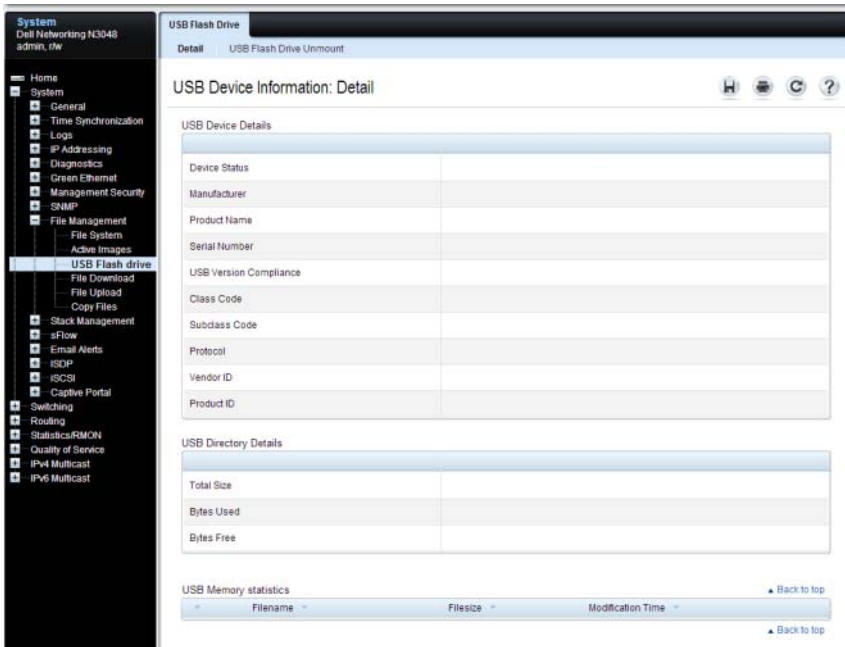 System
Dell Networking N3048
admin, r/w
Home
System
General
Time Synchronization
Logs
IP Addressing
Diagnostics
Green Ethernet
Management Security
SNMP
File Management
File System
Active Images
USB Flash drive
File Download
File Upload
Copy Files
Stack Management
sFlow
Email Alerts
ISDP
iSCSI
Captive Portal
Switching
Routing
Statistics/RMON
Quality of Service
IPv4 Multicast
IPv6 Multicast
USB Flash Drive
Detail USB Flash Drive Unmount
USB Device Information: Detail
?
USB Device Details
Device Status
Manufacturer
Product Name
Serial Number
USB Version Compliance
Class Code
Subclass Code
Protocol
Vendor ID
Product ID
USB Directory Details
Total Size
Bytes Used
Bytes Free
USB Memory statistics
Back to top
Filename Filesize Modification Time
Back to top